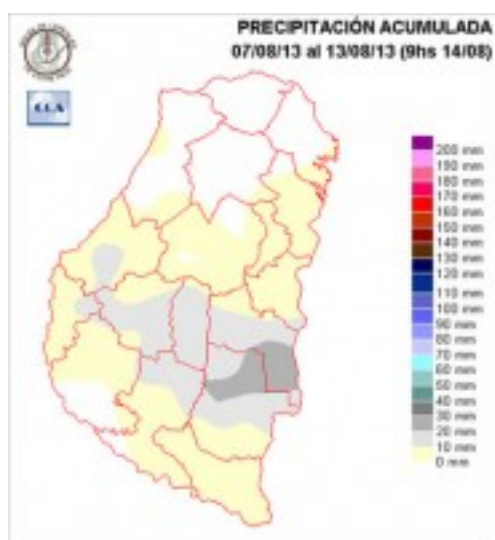 PRECIPITACIÓN ACUMULADA
07/08/13 al 13/08/13 (9hs 14/08)
200 mm
190 mm
180 mm
170 mm
160 mm
150 mm
140 mm
130 mm
120 mm
110 mm
100 mm
90 mm
80 mm
70 mm
60 mm
50 mm
40 mm
30 mm
20 mm
10 mm
0 mm